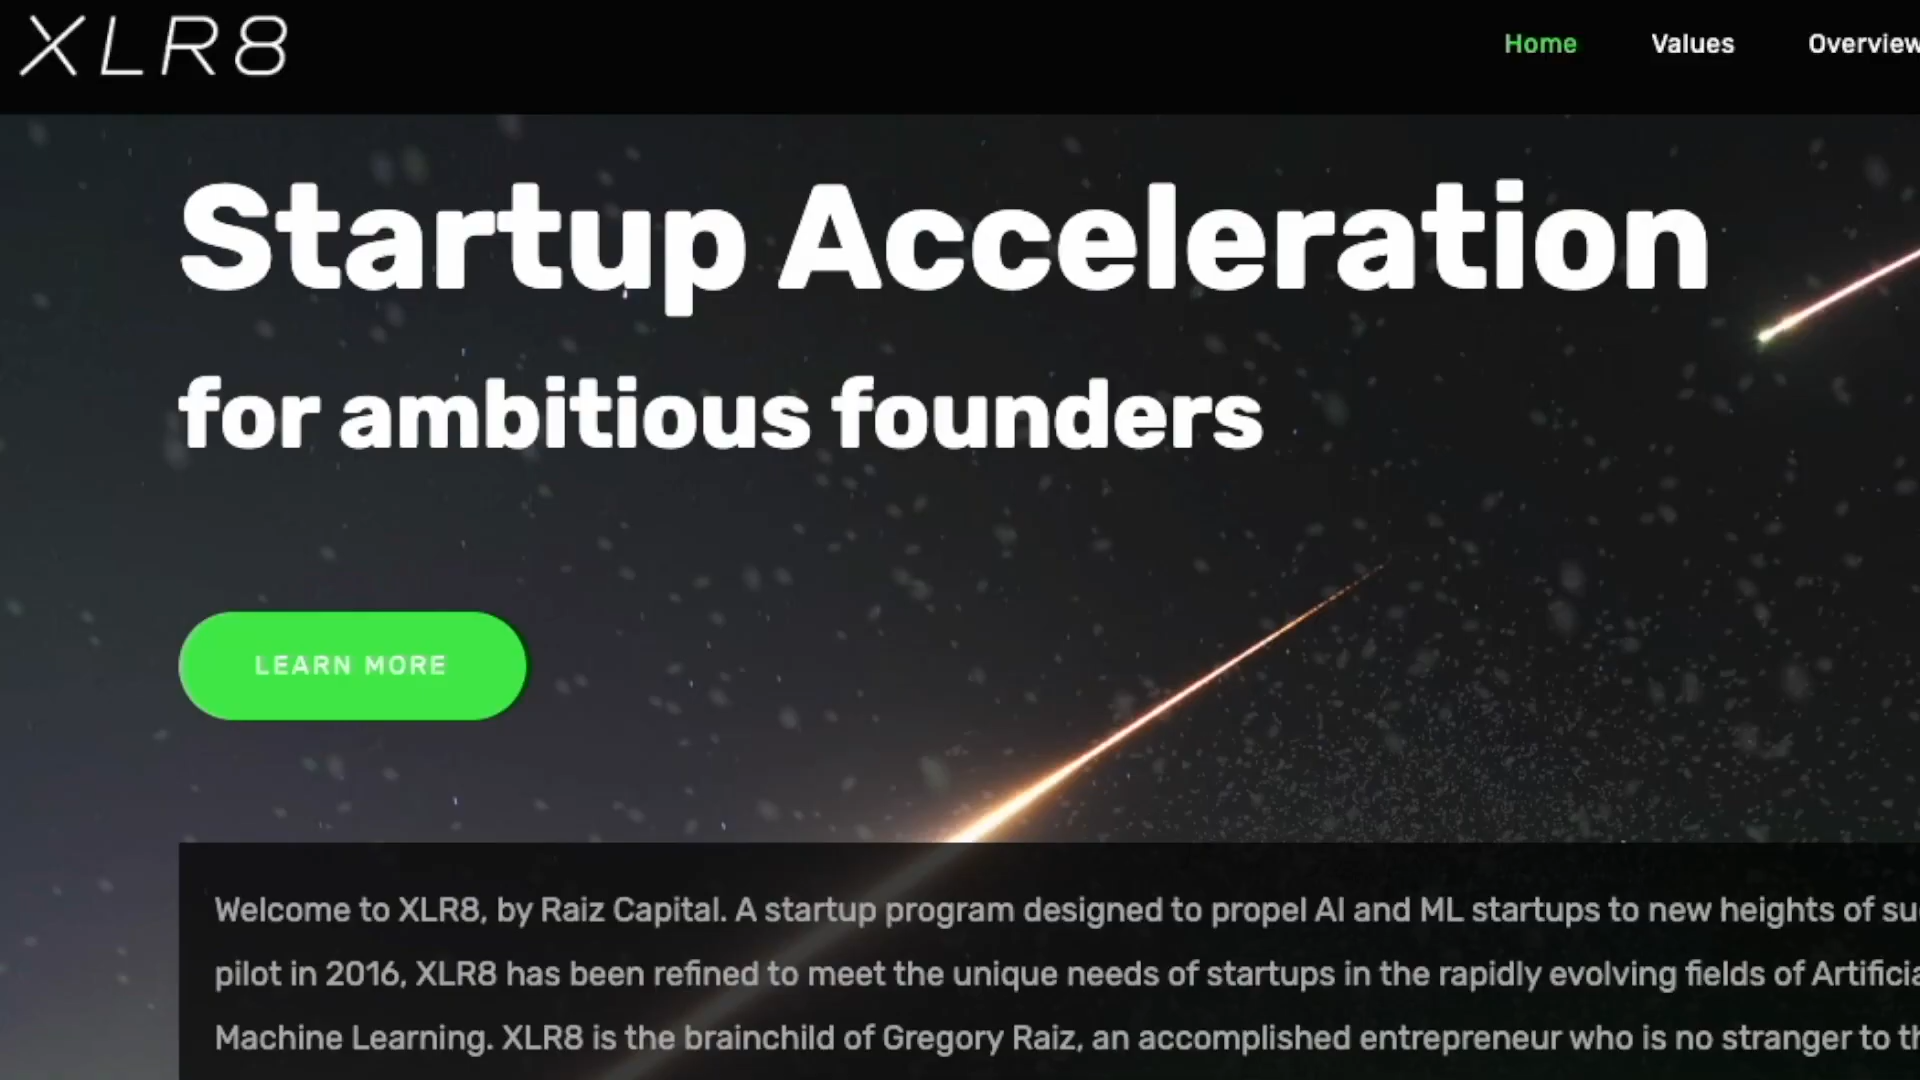 XLR8
Home Values Overview
Startup Acceleration
for ambitious founders
LEARN MORE
Welcome to XLR8, by Raiz Capital. A startup program designed to propel AI and ML startups to new heights of
pilot in 2016, XLR8 has been refined to meet the unique needs of startups in the rapidly evolving fields of
Machine Learning. XLR8 is the brainchild of Gregory Raiz, an accomplished entrepreneur who is no stranger to